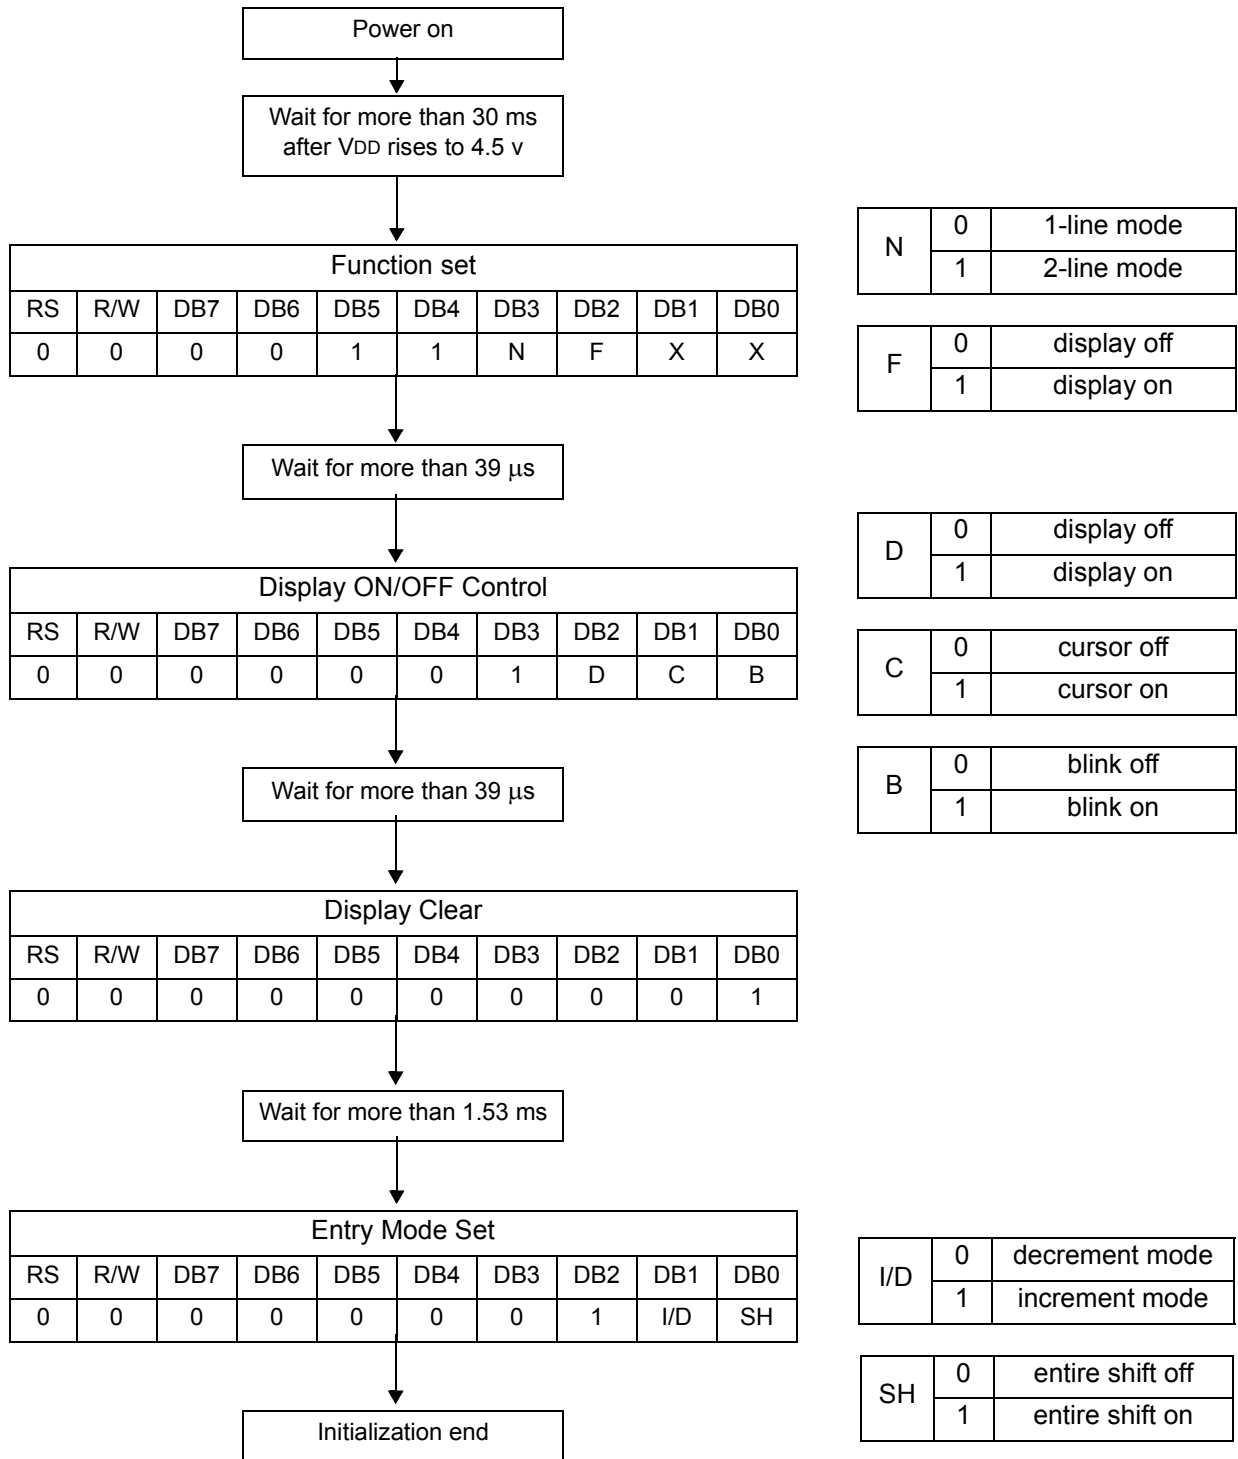 Power on
Wait for more than 30 ms
after VDD rises to 4.5 v
Function set
RS R/W DB7 DB6 DB5 DB4 DB3 DB2 DB1 DB0
0 0 0 0 1 1 N F X X
N 0 1-line mode
1 2-line mode
F 0 display off
1 display on
Wait for more than 39 μs
Display ON/OFF Control
RS R/W DB7 DB6 DB5 DB4 DB3 DB2 DB1 DB0
0 0 0 0 0 0 1 D C B
D 0 display off
1 display on
C 0 cursor off
1 cursor on
B 0 blink off
1 blink on
Wait for more than 39 μs
Display Clear
RS R/W DB7 DB6 DB5 DB4 DB3 DB2 DB1 DB0
0 0 0 0 0 0 0 0 0 1
Wait for more than 1.53 ms
Entry Mode Set
RS R/W DB7 DB6 DB5 DB4 DB3 DB2 DB1 DB0
0 0 0 0 0 0 0 1 I/D SH
I/D 0 decrement mode
1 increment mode
SH 0 entire shift off
1 entire shift on
Initialization end